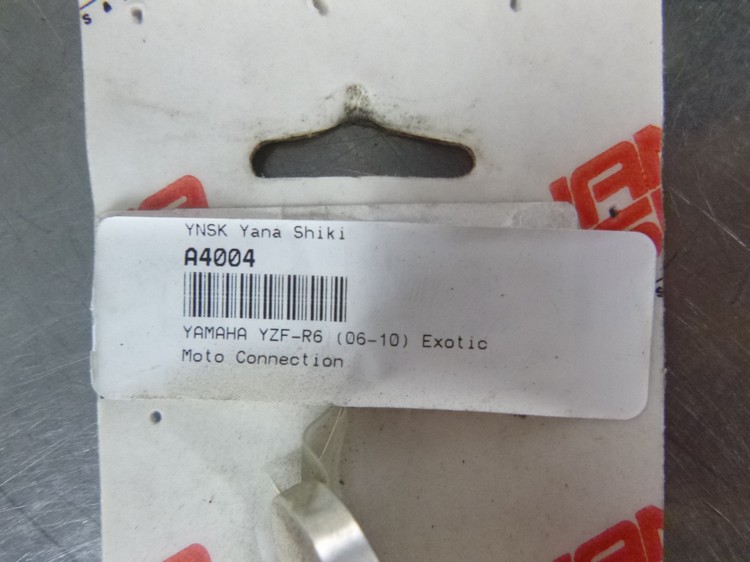 YNSK Yana Shiki
A4004
YAMAHA YZF-R6 (06-10) Exotic
Moto Connection